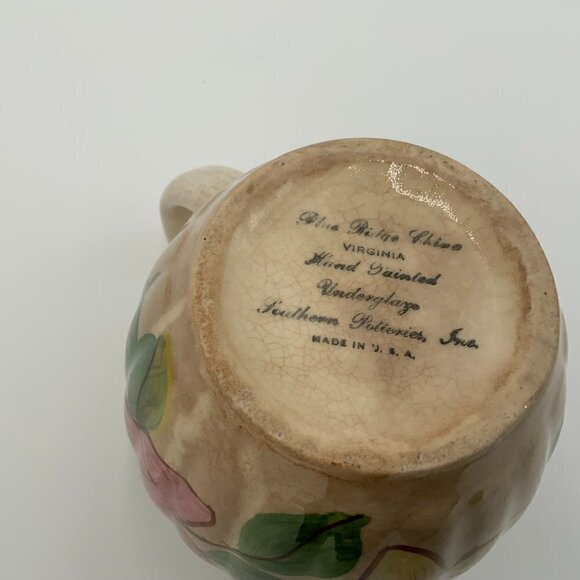 Blue Ridge China
VIRGINIA
Hand Painted
Underglaze
Southern Potteries, Inc.
MADE IN U. S. A.